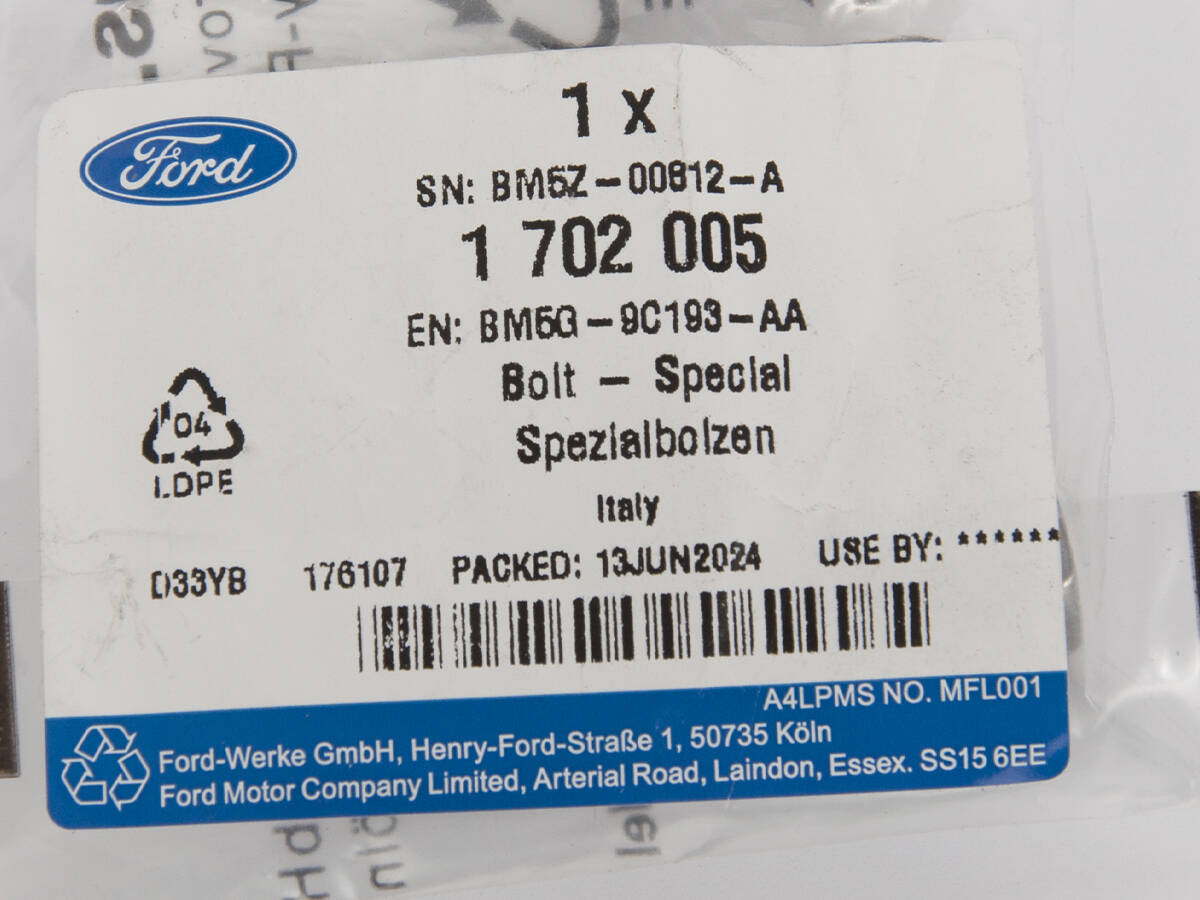 Ford
1 x
SN: BM5Z-00812-A
1 702 005
EN: BM5G-9C193-AA
Bolt - Special
Spezialbolzen
Italy
04
LDPE
D33YB 176107 PACKED: 13JUN2024 USE BY: ******
A4LPMS NO. MFL001
Ford-Werke GmbH, Henry-Ford-Straße 1, 50735 Köln
Ford Motor Company Limited, Arterial Road, Laindon, Essex. SS15 6EE